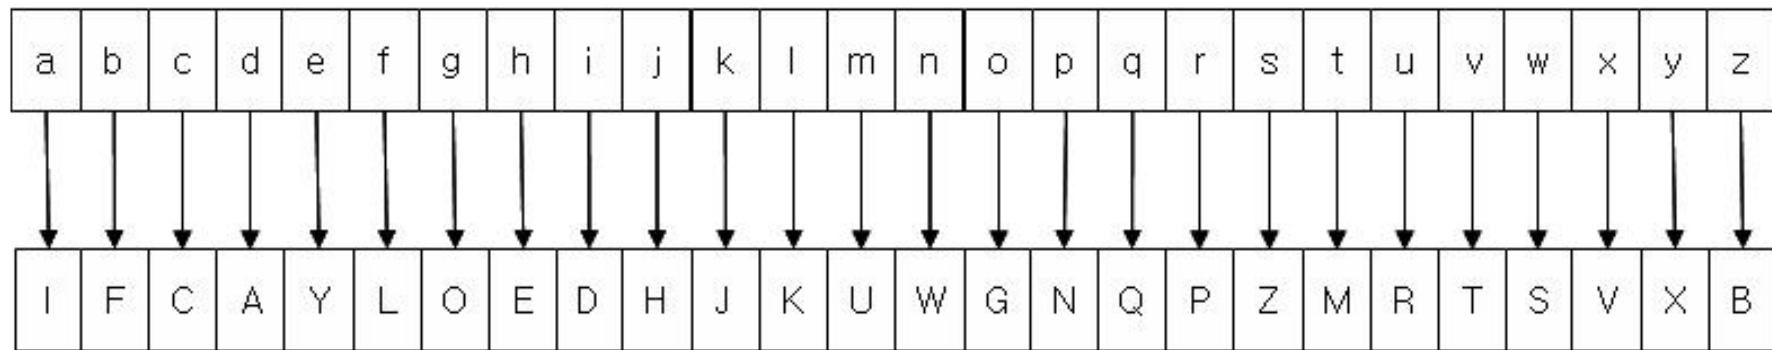 a b c d e f g h i j k l m n o p q r s t u v w x y z
I F C A Y L O E D H J K U W G N Q P Z M R T S V X B